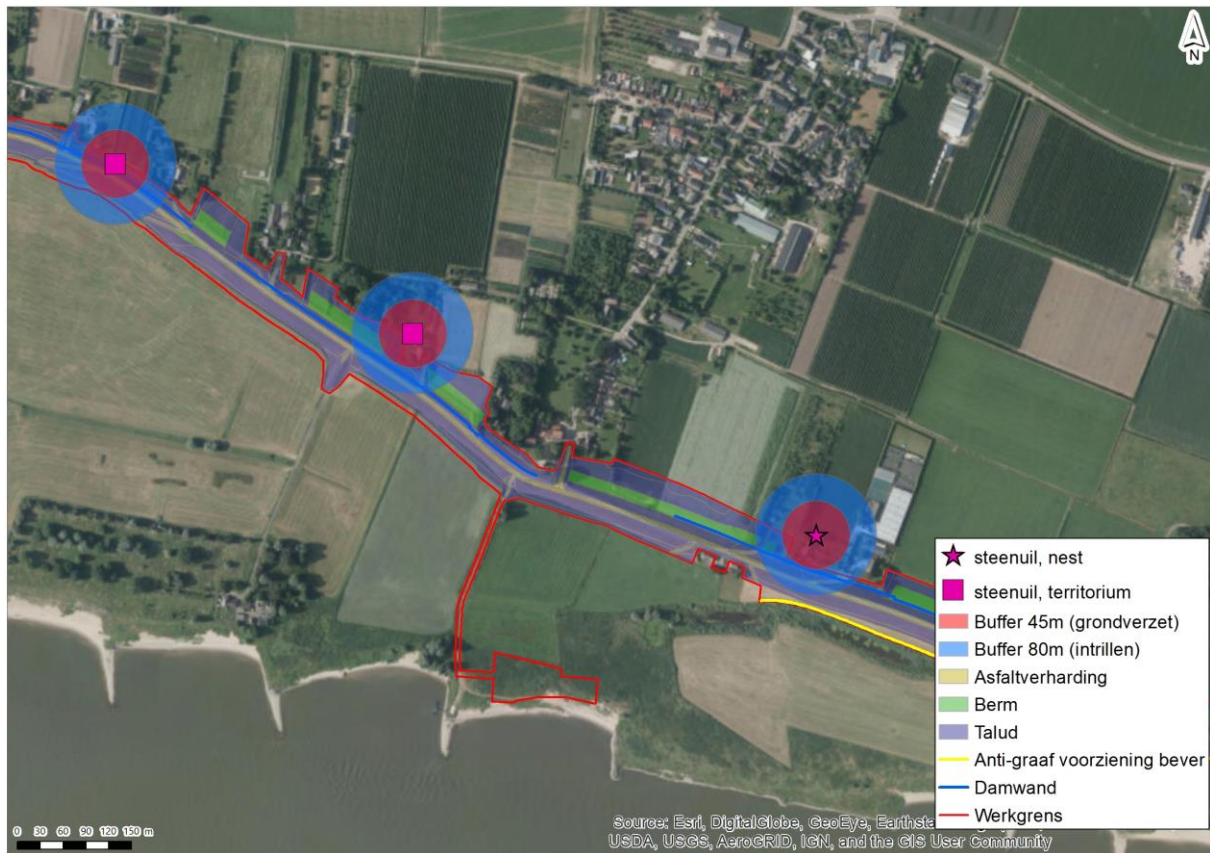 N
steenuil, nest
steenuil, territorium
Buffer 45m (grondverzet)
Buffer 80m (intrillen)
Asfaltverharding
Berm
Talud
Anti-graaf voorziening bever
Damwand
Werkgrens
0 30 60 90 120 150 m
Source: Esri, DigitalGlobe, GeoEye,
USDA, USGS, AeroGRID, IGN, and the GIS User Community